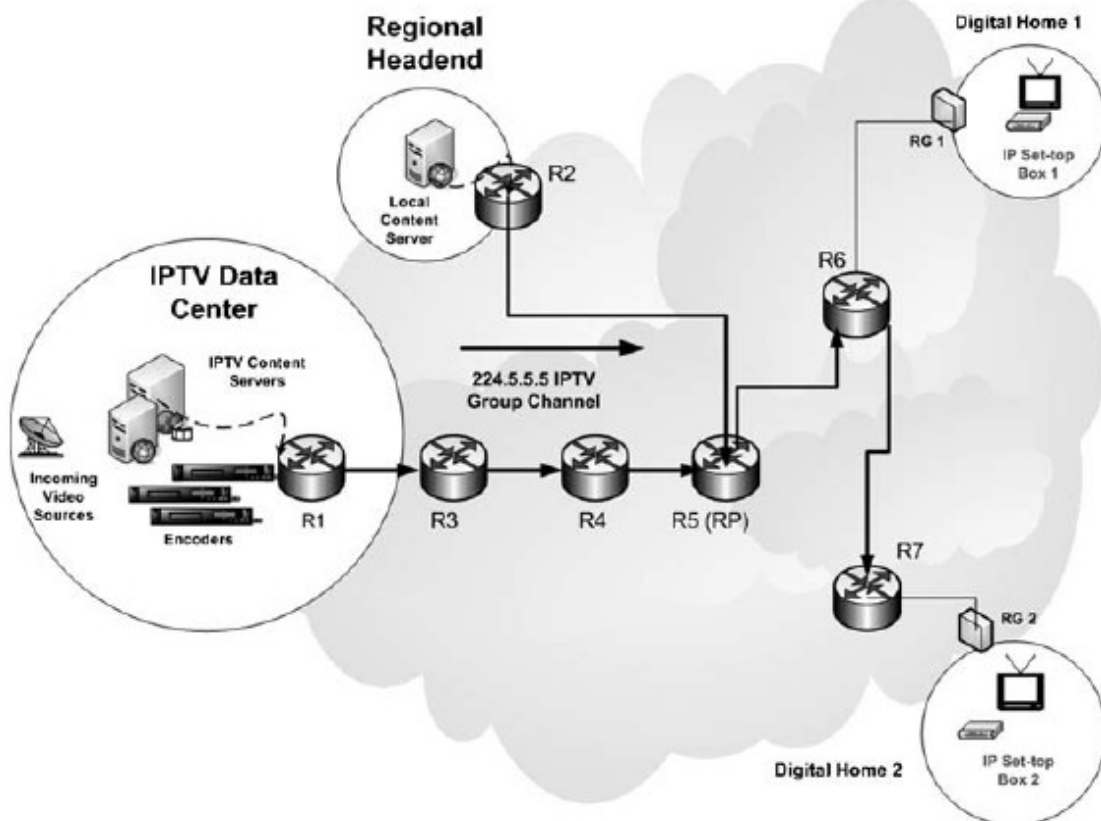 Regional
Headend
Digital Home 1
RG 1
IP Set-top
Box 1
R2
Local
Content
Server
IPTV Data
Center
IPTV Content
Servers
R6
224.5.5.5 IPTV
Group Channel
Incoming
Video
Sources
Encoders
R1
R3
R4
R5 (RP)
R7
RG 2
IP Set-top
Box 2
Digital Home 2